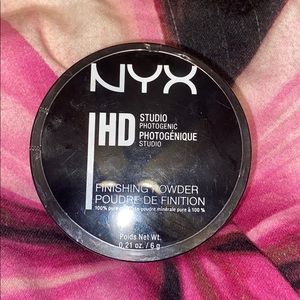 NYX
HD
STUDIO
PHOTOGENIC
PHOTOGÉNIQUE
STUDIO
FINISHING POWDER
POUDRE DE FINITION
100% pure poudre minérale pure à 100 %
Poids Net Wt.
0.21 oz. / 6 g